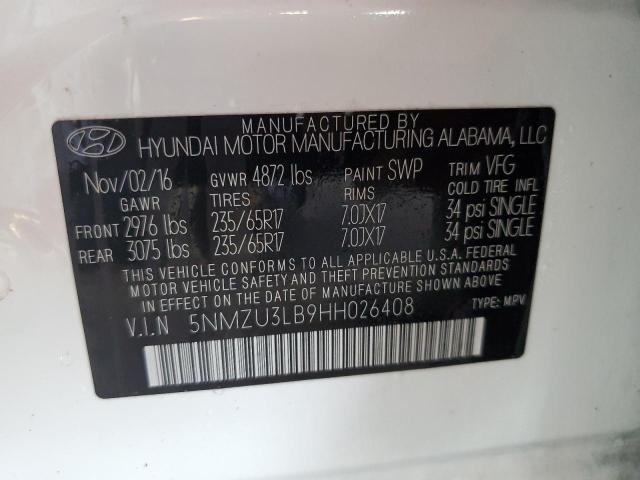 MANUFACTURED BY
HYUNDAI MOTOR MANUFACTURING ALABAMA, LLC
Nov/02/16 GVWR 4872 lbs PAINT SWP TRIM VFG
GAWR TIRES RIMS COLD TIRE INFL
FRONT 2976 lbs 235/65R17 7.0JX17 34 psi SINGLE
REAR 3075 lbs 235/65R17 7.0JX17 34 psi SINGLE
THIS VEHICLE CONFORMS TO ALL APPLICABLE U.S.A. FEDERAL
MOTOR VEHICLE SAFETY AND THEFT PREVENTION STANDARDS
IN EFFECT ON THE DATE OF MANUFACTURE SHOWN ABOVE.
V.I.N 5NMZU3LB9HH026408 TYPE: M.P.V.